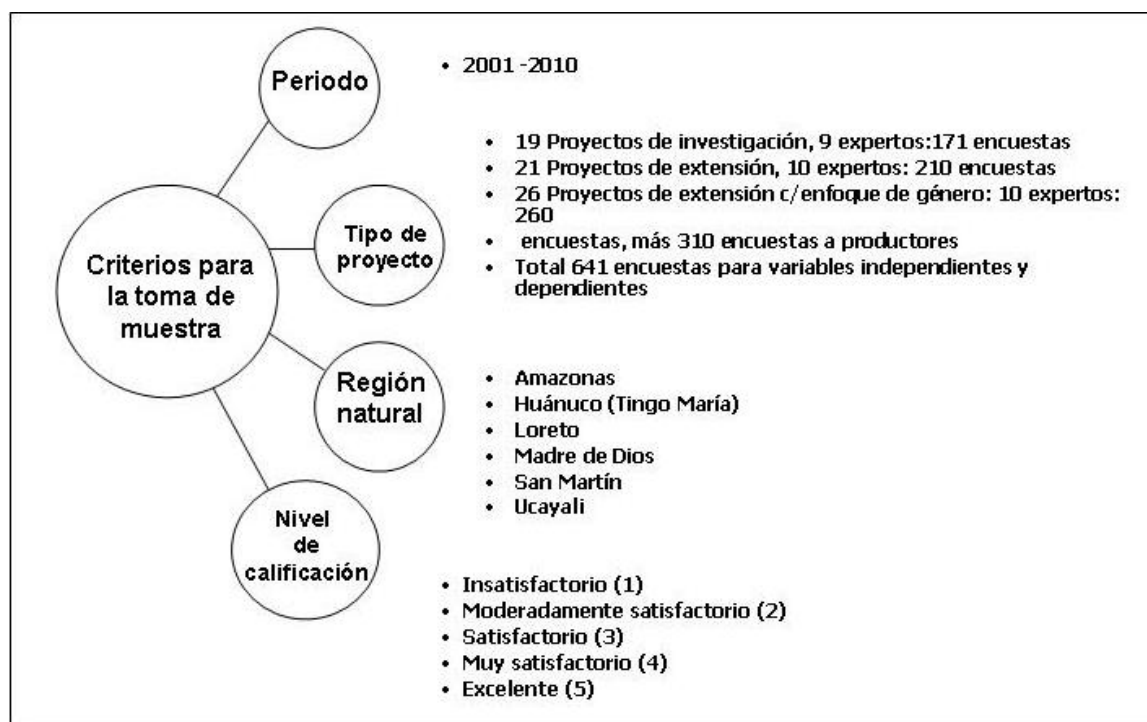 Periodo
• 2001 -2010
Tipo de
proyecto
• 19 Proyectos de investigación, 9 expertos:171 encuestas
• 21 Proyectos de extensión, 10 expertos: 210 encuestas
• 26 Proyectos de extensión c/enfoque de género: 10 expertos:
260
• encuestas, más 310 encuestas a productores
• Total 641 encuestas para variables independientes y
dependientes
Criterios para
la toma de
muestra
Región
natural
• Amazonas
• Huánuco (Tingo María)
• Loreto
• Madre de Dios
• San Martín
• Ucayali
Nivel
de
calificación
• Insatisfactorio (1)
• Moderadamente satisfactorio (2)
• Satisfactorio (3)
• Muy satisfactorio (4)
• Excelente (5)